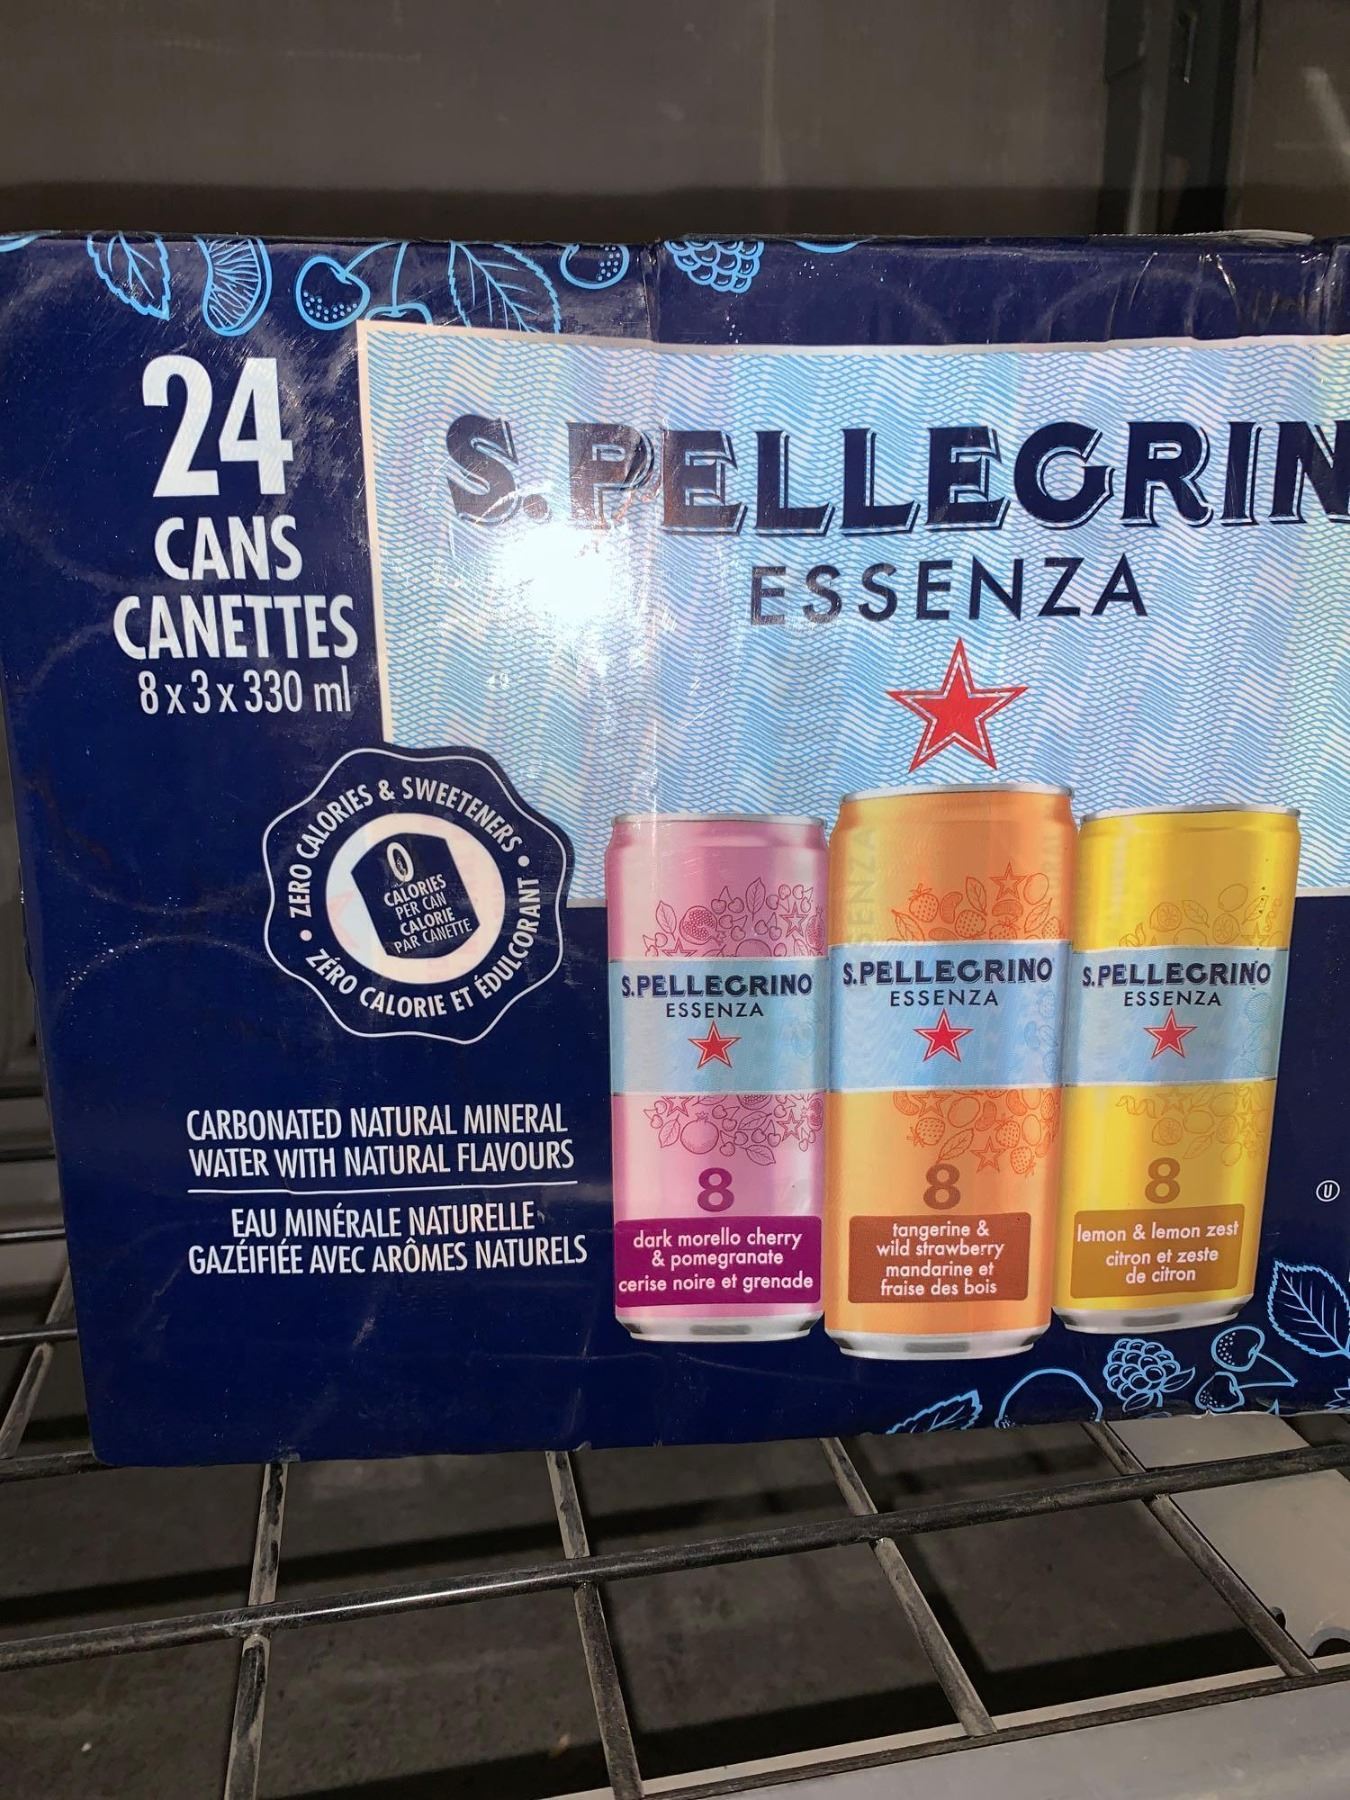 24
CANS
CANETTES
8 x 3 x 330 ml
S.PELLEGRIN
ESSENZA
ZERO CALORIES & SWEETENERS
0
CALORIES
PER CAN
CALORIE
PAR CANETTE
ZÉRO CALORIE ET ÉDULCORANT
CARBONATED NATURAL MINERAL
WATER WITH NATURAL FLAVOURS
EAU MINÉRALE NATURELLE
GAZÉIFIÉE AVEC ARÔMES NATURELS
S.PELLEGRINO
ESSENZA
8
dark morello cherry
& pomegranate
cerise noire et grenade
S.PELLEGRINO
ESSENZA
8
tangerine &
wild strawberry
mandarine et
fraise des bois
S.PELLEGRINO
ESSENZA
8
lemon & lemon zest
citron et zeste
de citron
U